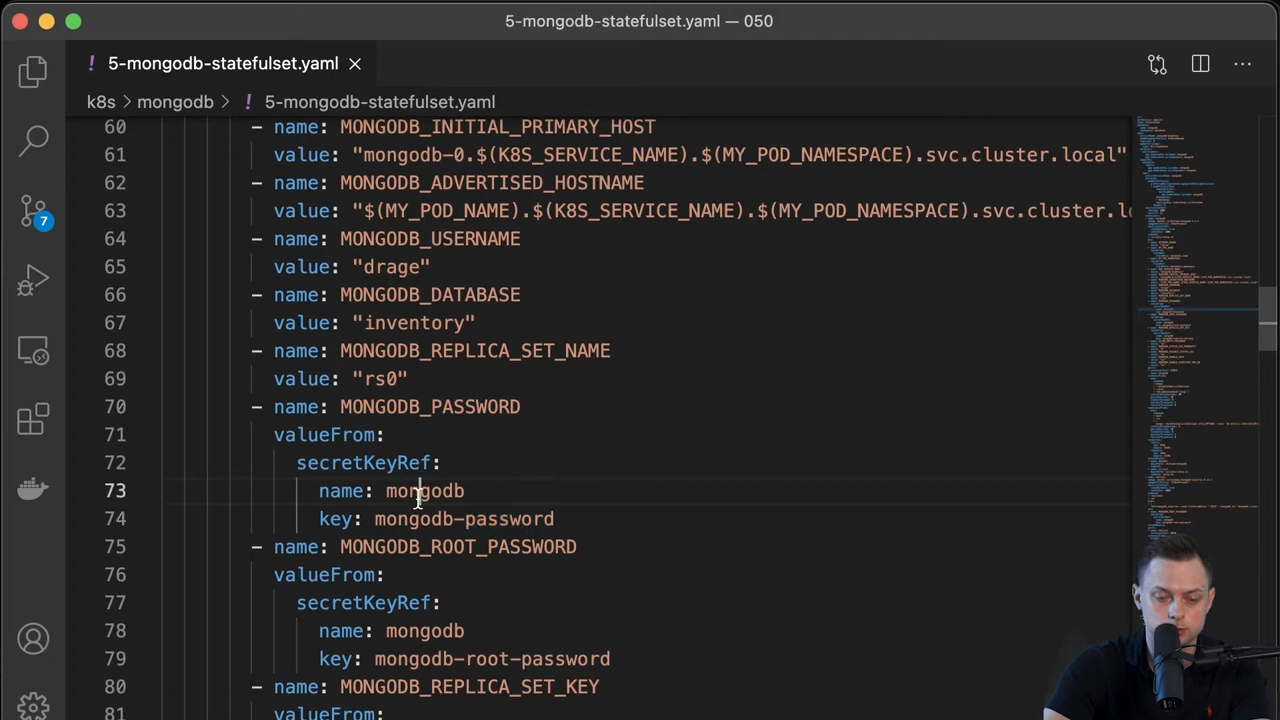 5-mongodb-statefulset.yaml — 050
! 5-mongodb-statefulset.yaml
k8s > mongodb > ! 5-mongodb-statefulset.yaml
60 - name: MONGODB_INITIAL_PRIMARY_HOST
61 value: "mongodb-0.$(K8S_SERVICE_NAME).$(MY_POD_NAMESPACE).svc.cluster.local"
62 - name: MONGODB_ADVERTISED_HOSTNAME
63 value: "$(MY_POD_NAME).$(K8S_SERVICE_NAME).$(MY_POD_NAMESPACE).svc.cluster.lo
64 - name: MONGODB_USERNAME
65 value: "drage"
66 - name: MONGODB_DATABASE
67 value: "inventory"
68 - name: MONGODB_REPLICA_SET_NAME
69 value: "rs0"
70 - name: MONGODB_PASSWORD
71 valueFrom:
72 secretKeyRef:
73 name: mongodb
74 key: mongodb-password
75 - name: MONGODB_ROOT_PASSWORD
76 valueFrom:
77 secretKeyRef:
78 name: mongodb
79 key: mongodb-root-password
80 - name: MONGODB_REPLICA_SET_KEY
81 valueFrom:
7